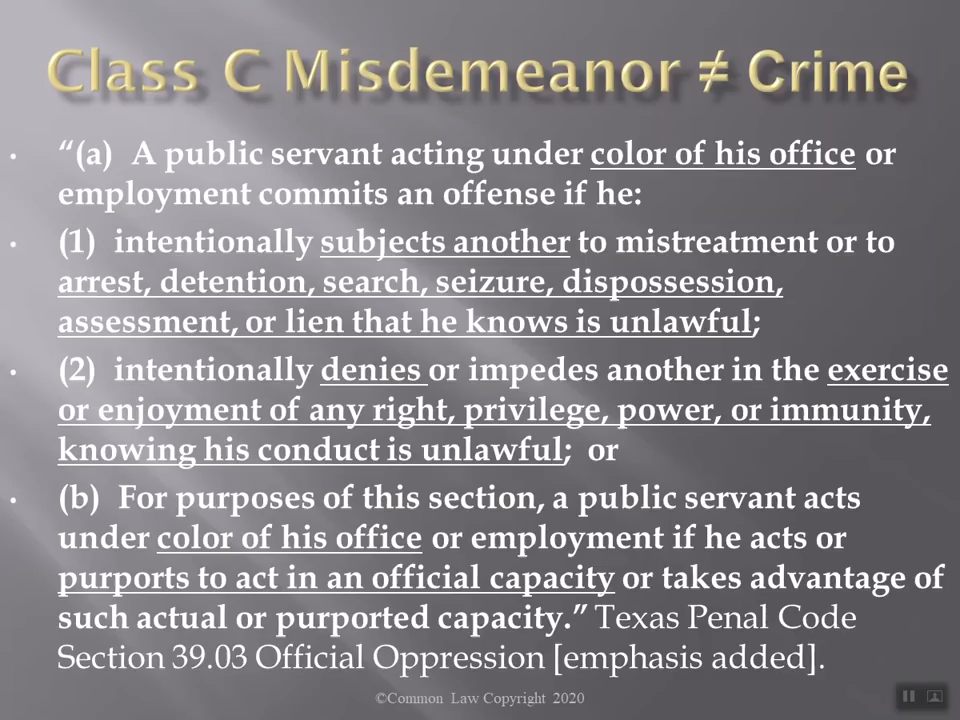 Class C Misdemeanor ≠ Crime
• “(a)  A public servant acting under color of his office or
employment commits an offense if he:
• (1)  intentionally subjects another to mistreatment or to
arrest, detention, search, seizure, dispossession,
assessment, or lien that he knows is unlawful;
• (2)  intentionally denies or impedes another in the exercise
or enjoyment of any right, privilege, power, or immunity,
knowing his conduct is unlawful;  or
• (b)  For purposes of this section, a public servant acts
under color of his office or employment if he acts or
purports to act in an official capacity or takes advantage of
such actual or purported capacity.” Texas Penal Code
Section 39.03 Official Oppression [emphasis added].
©Common Law Copyright 2020